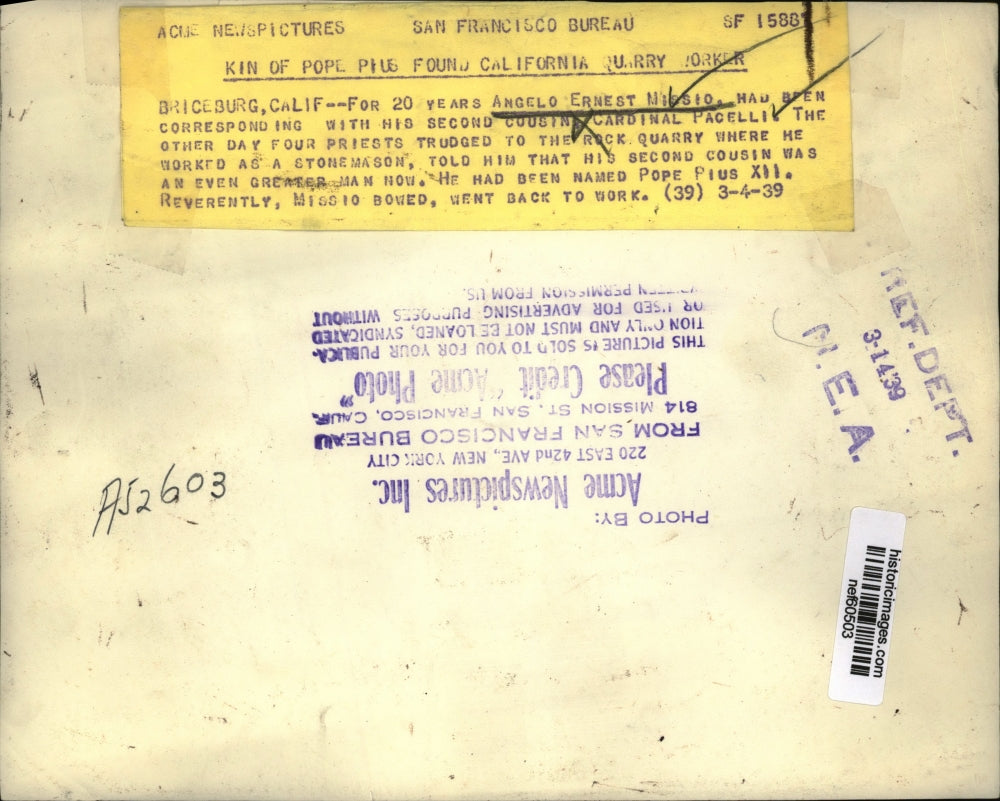 ACME NEWSPICTURES SAN FRANCISCO BUREAU SF 1588
KIN OF POPE PIUS FOUND CALIFORNIA QUARRY WORKER
BRICEBURG,CALIF--FOR 20 YEARS ANGELO ERNEST MISSIO, HAD BEEN
CORRESPONDING WITH HIS SECOND COUSIN, CARDINAL PACELLI. THE
OTHER DAY FOUR PRIESTS TRUDGED TO THE ROCK QUARRY WHERE HE
WORKED AS A STONEMASON, TOLD HIM THAT HIS SECOND COUSIN WAS
AN EVEN GREATER MAN NOW. HE HAD BEEN NAMED POPE PIUS XII.
REVERENTLY, MISSIO BOWED, WENT BACK TO WORK. (39) 3-4-39
PHOTO BY:
Acme Newspictures Inc.
220 EAST 42nd AVE., NEW YORK CITY
FROM SAN FRANCISCO BUREAU
814 MISSION ST. SAN FRANCISCO, CALIF.
Please Credit "Acme Photo"
THIS PICTURE IS SOLD TO YOU FOR YOUR PUBLICA-
TION ONLY AND MUST NOT BE LOANED, SYNDICATED
OR USED FOR ADVERTISING PURPOSES WITHOUT
WRITTEN PERMISSION FROM US.
REF. DEPT.
3-14-39
N. E. A.
A52603
historicimages.com
nef60503